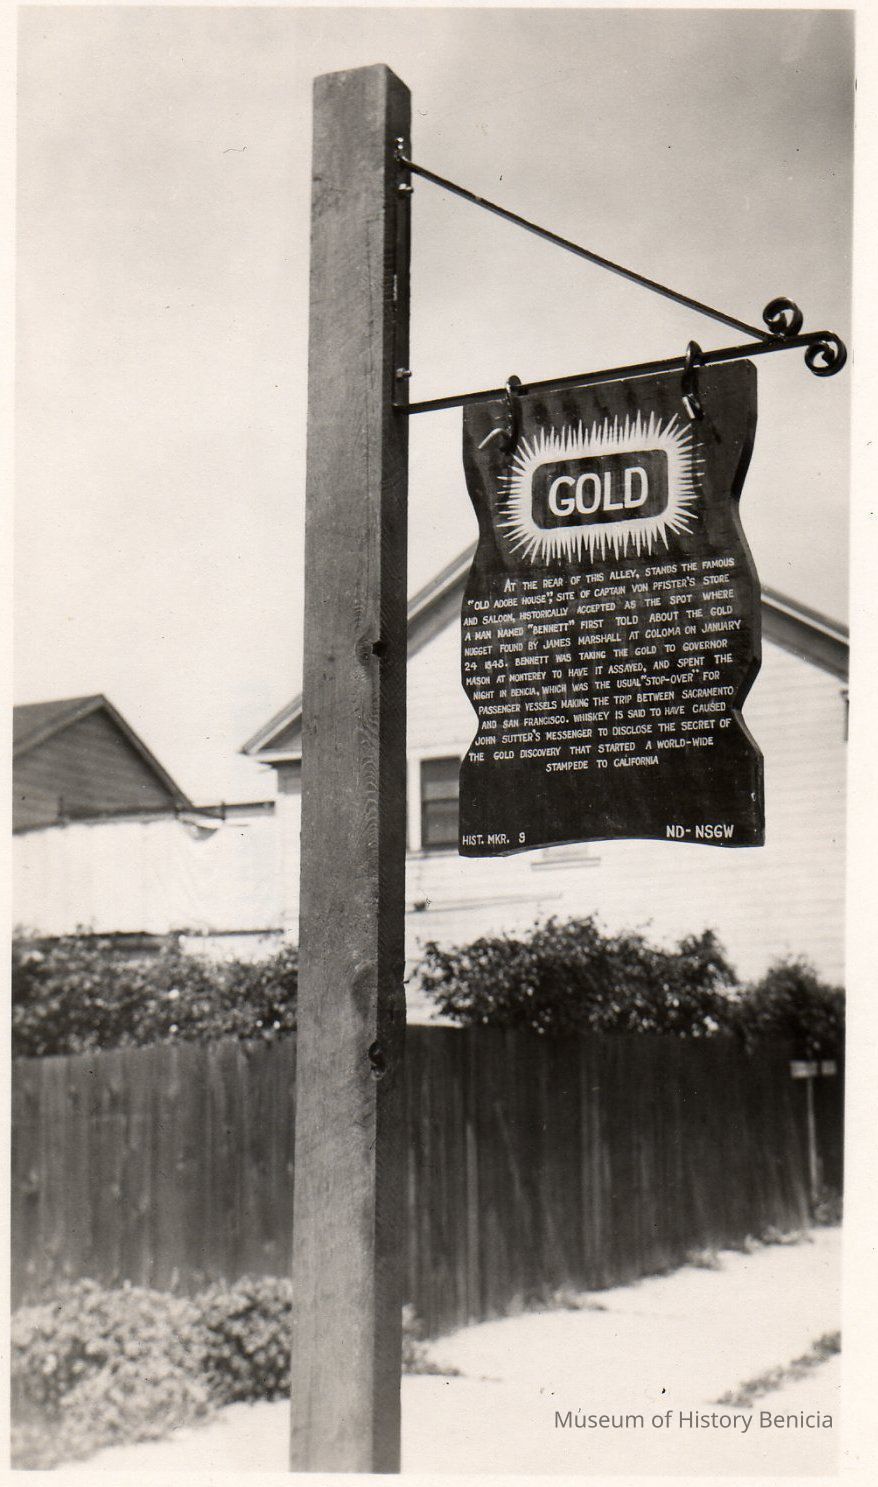 GOLD
AT THE REAR OF THIS ALLEY, STANDS THE FAMOUS
"OLD ADOBE HOUSE", SITE OF CAPTAIN VON PFISTER'S STORE
AND SALOON, HISTORICALLY ACCEPTED AS THE SPOT WHERE
A MAN NAMED "BENNETT" FIRST TOLD ABOUT THE GOLD
NUGGET FOUND BY JAMES MARSHALL AT COLOMA ON JANUARY
24 1848. BENNETT WAS TAKING THE GOLD TO GOVERNOR
MASON AT MONTEREY TO HAVE IT ASSAYED, AND SPENT THE
NIGHT IN BENICIA, WHICH WAS THE USUAL "STOP-OVER" FOR
PASSENGER VESSELS MAKING THE TRIP BETWEEN SACRAMENTO
AND SAN FRANCISCO. WHISKEY IS SAID TO HAVE CAUSED
JOHN SUTTER'S MESSENGER TO DISCLOSE THE SECRET OF
THE GOLD DISCOVERY THAT STARTED A WORLD-WIDE
STAMPEDE TO CALIFORNIA
HIST. MKR. 9 ND-NSGW
Museum of History Benicia